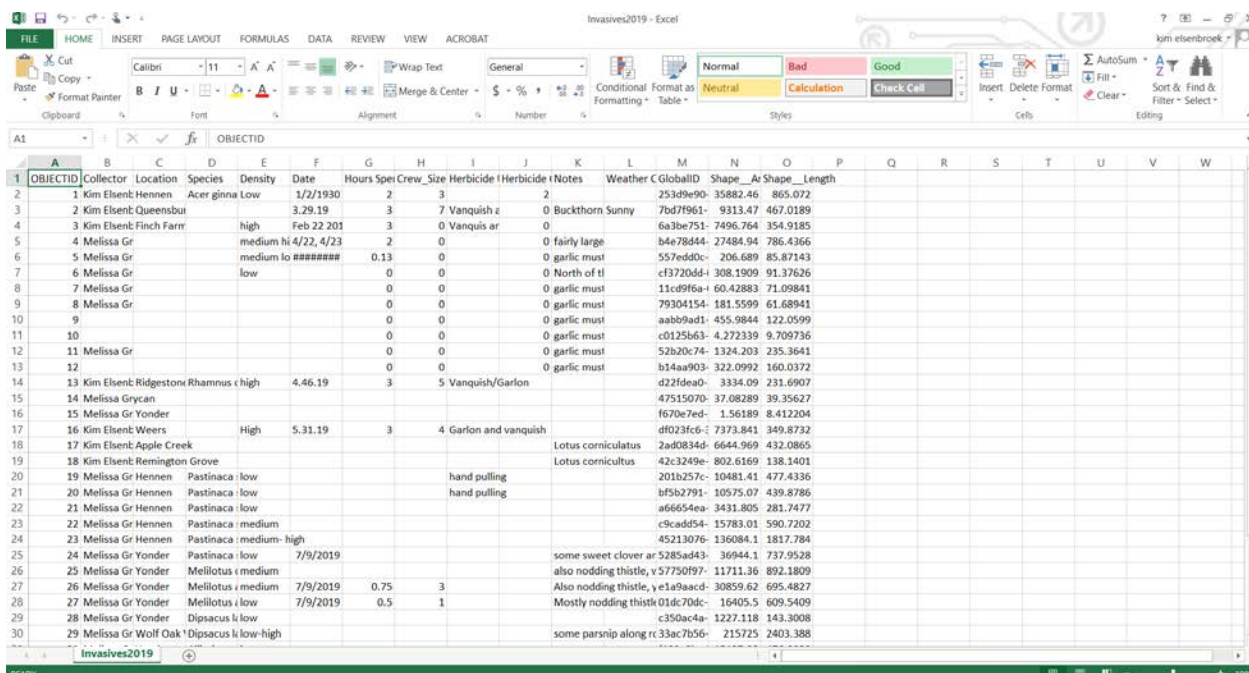 Invasives2019 - Excel
FILE HOME INSERT PAGE LAYOUT FORMULAS DATA REVIEW VIEW ACROBAT kim elsenbroek
Cut Calibri 11 Wrap Text General Normal Bad Good AutoSum
Copy Fill
Paste Format Painter B I U Merge & Center $ % Conditional Formatting Format as Table Neutral Calculation Check Cell Insert Delete Format Clear Sort & Filter Find & Select
Clipboard Font Alignment Number Styles Cells Editing
A1 fx OBJECTID
A B C D E F G H I J K L M N O P Q R S T U V W
1 OBJECTID Collector Location Species Density Date Hours Spe Crew_Size Herbicide Herbicide Notes Weather C GlobalID Shape__A Shape__Length
2 1 Kim Elsenb Hennen Acer ginna Low 1/2/1930 2 3 2 253d9e90- 35882.46 865.072
3 2 Kim Elsenb Queensbu 3.29.19 3 7 Vanquish a 0 Buckthorn Sunny 7bd7f961- 9313.47 467.0189
4 3 Kim Elsenb Finch Farm high Feb 22 201 3 0 Vanquis ar 0 6a3be751- 7496.764 354.9185
5 4 Melissa Gr medium hi 4/22, 4/23 2 0 0 fairly large b4e78d44- 27484.94 786.4366
6 5 Melissa Gr medium lo ######## 0.13 0 0 garlic must 557edd0c- 206.689 85.87143
7 6 Melissa Gr low 0 0 0 North of tl cf3720dd- 308.1909 91.37626
8 7 Melissa Gr 0 0 0 garlic must 11cd9f6a- 60.42883 71.09841
9 8 Melissa Gr 0 0 0 garlic must 79304154- 181.5599 61.68941
10 9 0 0 0 garlic must aabb9ad1- 455.9844 122.0599
11 10 0 0 0 garlic must c0125b63- 4.272339 9.709736
12 11 Melissa Gr 0 0 0 garlic must 52b20c74- 1324.203 235.3641
13 12 0 0 0 garlic must b14aa903- 322.0992 160.0372
14 13 Kim Elsenb Ridgestone Rhamnus c high 4.46.19 3 5 Vanquish/Garlon d22fdea0- 3334.09 231.6907
15 14 Melissa Grycan 47515070- 37.08289 39.35627
16 15 Melissa Gr Yonder f670e7ed- 1.56189 8.412204
17 16 Kim Elsenb Weers High 5.31.19 3 4 Garlon and vanquish df023fc6- 7373.841 349.8732
18 17 Kim Elsenb Apple Creek Lotus corniculatus 2ad0834d- 6644.969 432.0865
19 18 Kim Elsenb Remington Grove Lotus cornicultus 42c3249e- 802.6169 138.1401
20 19 Melissa Gr Hennen Pastinaca low hand pulling 201b257c- 10481.41 477.4336
21 20 Melissa Gr Hennen Pastinaca low hand pulling bf5b2791- 10575.07 439.8786
22 21 Melissa Gr Hennen Pastinaca low a66654ea- 3431.805 281.7477
23 22 Melissa Gr Hennen Pastinaca medium c9cadd54- 15783.01 590.7202
24 23 Melissa Gr Hennen Pastinaca medium- high 45213076- 136084.1 1817.784
25 24 Melissa Gr Yonder Pastinaca low 7/9/2019 some sweet clover ar 5285ad43- 36944.1 737.9528
26 25 Melissa Gr Yonder Melilotus medium also nodding thistle, v 57750f97- 11711.36 892.1809
27 26 Melissa Gr Yonder Melilotus medium 7/9/2019 0.75 3 Also nodding thistle, y e1a9aacd- 30859.62 695.4827
28 27 Melissa Gr Yonder Melilotus low 7/9/2019 0.5 1 Mostly nodding thistl 01dc70dc- 16405.5 609.5409
29 28 Melissa Gr Yonder Dipsacus la low c350ac4a- 1227.118 143.3008
30 29 Melissa Gr Wolf Oak Dipsacus la low-high some parsnip along rc 33ac7b56- 215725 2403.388
Invasives2019